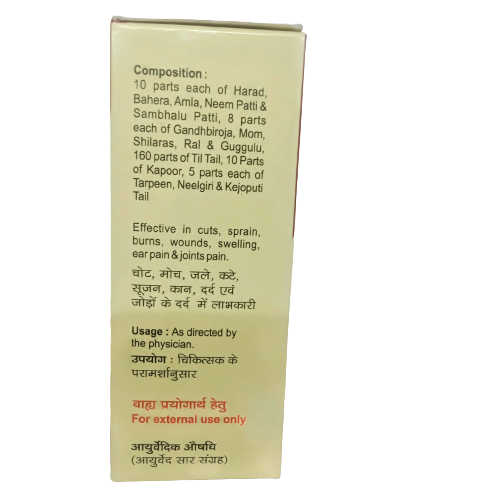 Composition :
10 parts each of Harad,
Bahera, Amla, Neem Patti &
Sambhalu Patti, 8 parts
each of Gandhbiroja, Mom,
Shilaras, Ral & Guggulu,
160 parts of Til Tail, 10 Parts
of Kapoor, 5 parts each of
Tarpeen, Neelgiri & Kejoputi
Tail
Effective in cuts, sprain,
burns, wounds, swelling,
ear pain & joints pain.
चोट, मोच, जले, कटे,
सूजन, कान, दर्द एवं
जोड़ों के दर्द में लाभकारी
Usage : As directed by
the physician.
उपयोग : चिकित्सक के
परामर्शानुसार
वाह्य प्रयोगार्थ हेतु
For external use only
आयुर्वेदिक औषधि
(आयुर्वेद सार संग्रह)